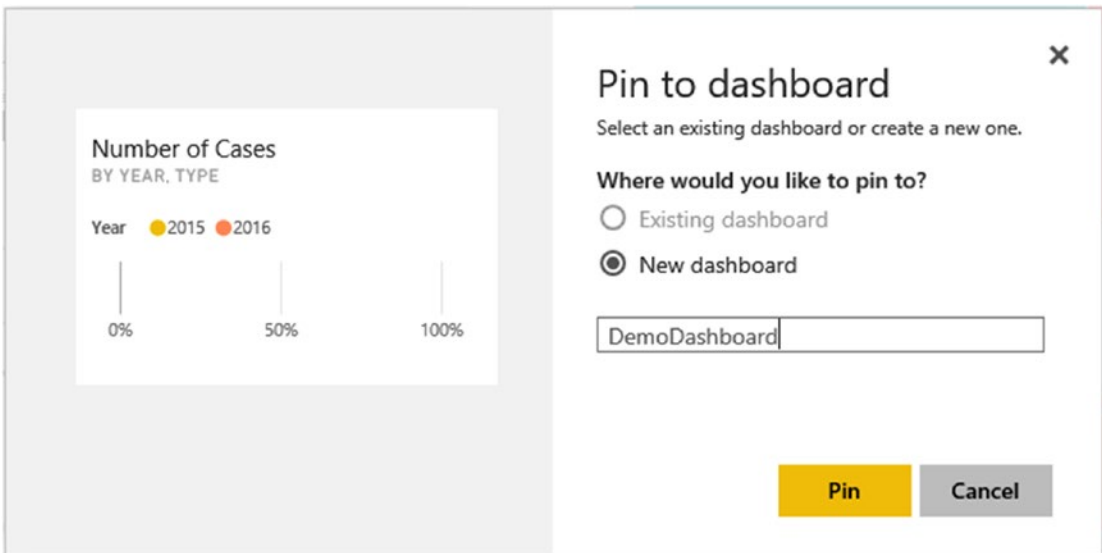 Number of Cases
BY YEAR, TYPE
Year 2015 2016
0% 50% 100%
Pin to dashboard
Select an existing dashboard or create a new one.
Where would you like to pin to?
Existing dashboard
New dashboard
DemoDashboard
Pin Cancel